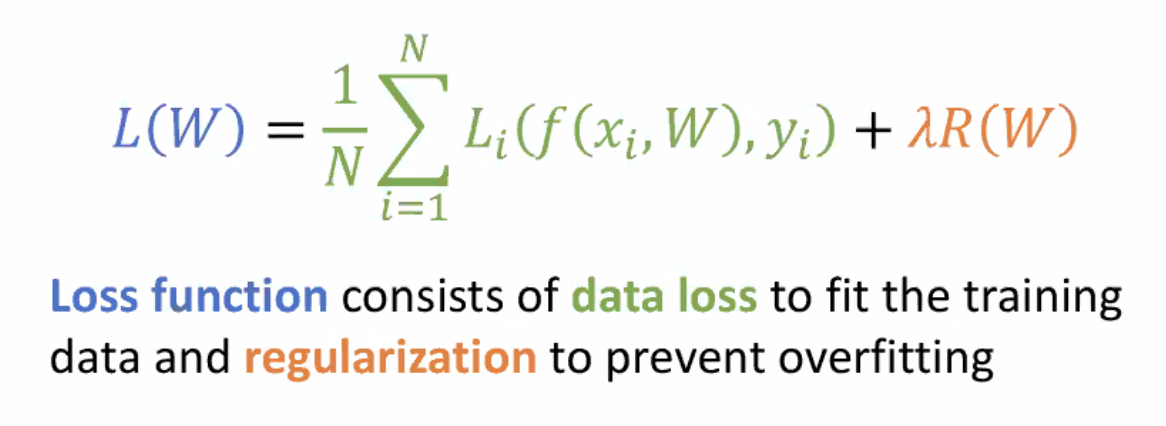 L(W) = \frac{1}{N} \sum_{i=1}^{N} L_i(f(x_i, W), y_i) + λR(W)
Loss function consists of data loss to fit the training
data and regularization to prevent overfitting